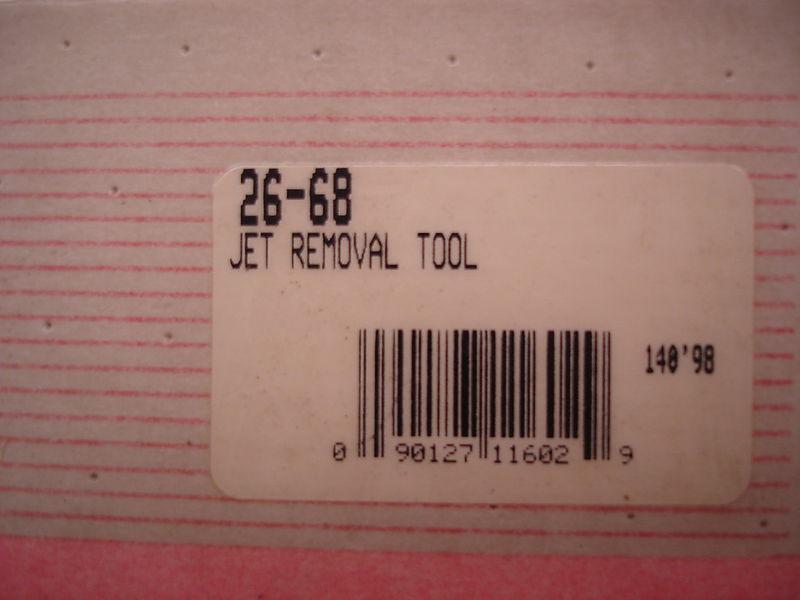 26-68
JET REMOVAL TOOL
140'98
0 90127 11602 9